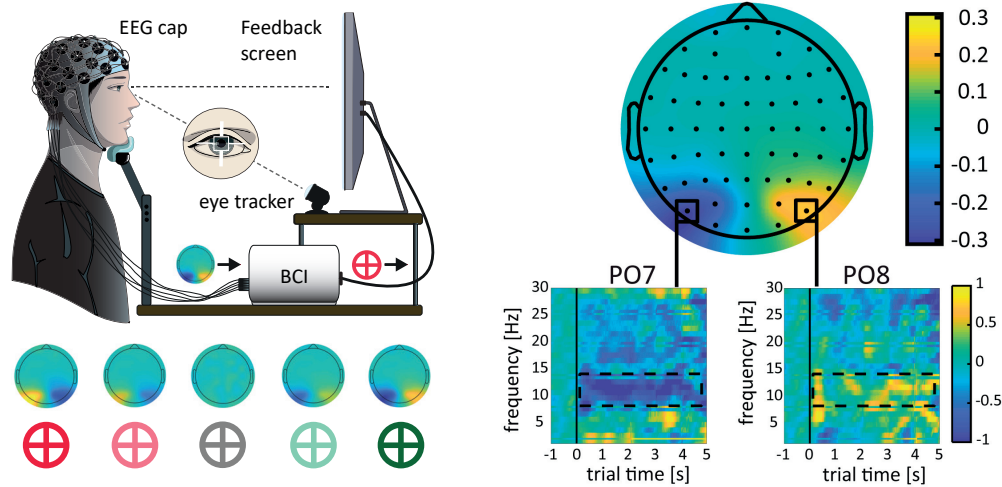 EEG cap
Feedback
screen
eye tracker
BCI
0.3
0.2
0.1
0
-0.1
-0.2
-0.3
PO7
PO8
frequency [Hz]
30
25
20
15
10
5
-1 0 1 2 3 4 5
trial time [s]
frequency [Hz]
30
25
20
15
10
5
-1 0 1 2 3 4 5
trial time [s]
1
0.5
0
-0.5
-1